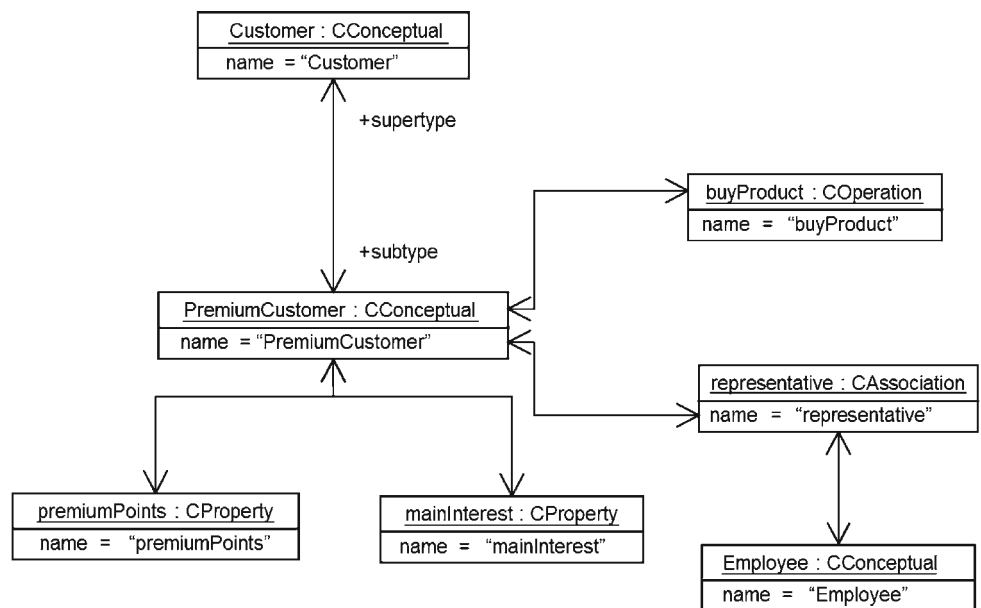 Customer : CConceptual
name = “Customer”
+supertype
buyProduct : COperation
name = “buyProduct”
+subtype
PremiumCustomer : CConceptual
name = “PremiumCustomer”
representative : CAssociation
name = “representative”
premiumPoints : CProperty
name = “premiumPoints”
mainInterest : CProperty
name = “mainInterest”
Employee : CConceptual
name = “Employee”